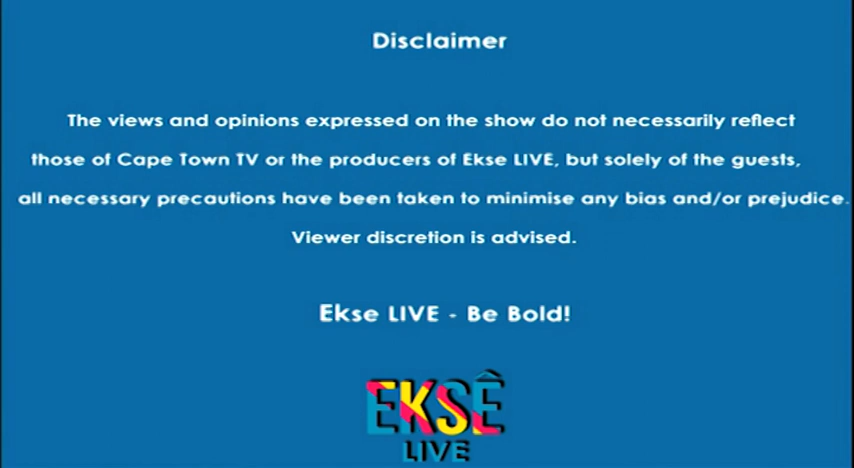 Disclaimer
The views and opinions expressed on the show do not necessarily reflect
those of Cape Town TV or the producers of Ekse LIVE, but solely of the guests,
all necessary precautions have been taken to minimise any bias and/or prejudice.
Viewer discretion is advised.
Ekse LIVE - Be Bold!
EKSÊ
LIVE